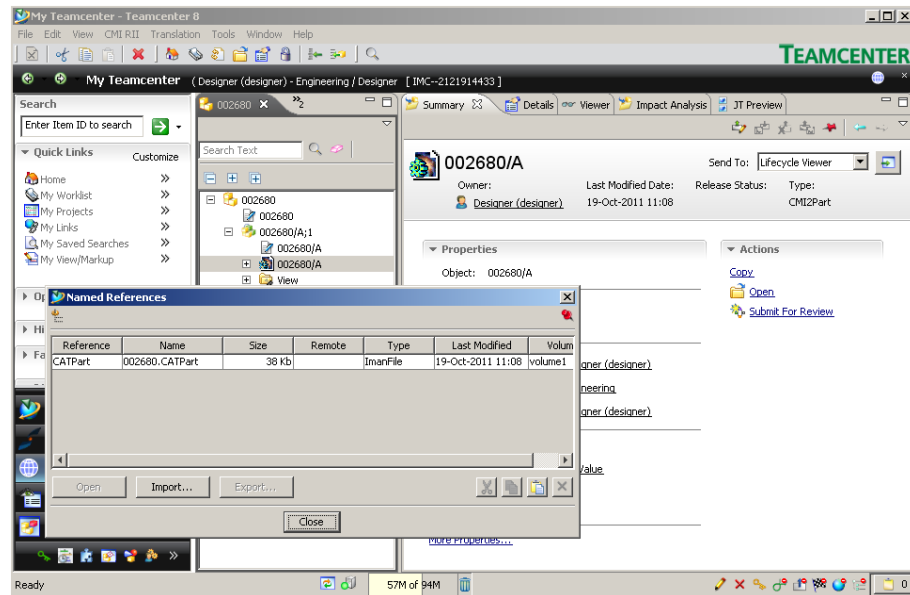 My Teamcenter - Teamcenter 8
File Edit View CMI RII Translation Tools Window Help
TEAMCENTER
My Teamcenter ( Designer (designer) - Engineering / Designer [ IMC--2121914433 ]
Search
Enter Item ID to search
Quick Links Customize
Home
My Worklist
My Projects
My Links
My Saved Searches
My View/Markup
Hi
Fa
002680
2
Search Text
002680
002680
002680/A;1
002680/A
002680/A
View
Summary Details Viewer Impact Analysis JT Preview
002680/A
Send To: Lifecycle Viewer
Owner: Last Modified Date: Release Status: Type:
Designer (designer) 19-Oct-2011 11:08 CMI2Part
Properties
Object: 002680/A
Actions
Copy
Open
Submit For Review
Named References
Reference Name Size Remote Type Last Modified Volum
CATPart 002680.CATPart 38 Kb ImanFile 19-Oct-2011 11:08 volume1
Open Import... Export...
Close
gner (designer)
neering
gner (designer)
More Properties...
Ready 57M of 94M 0